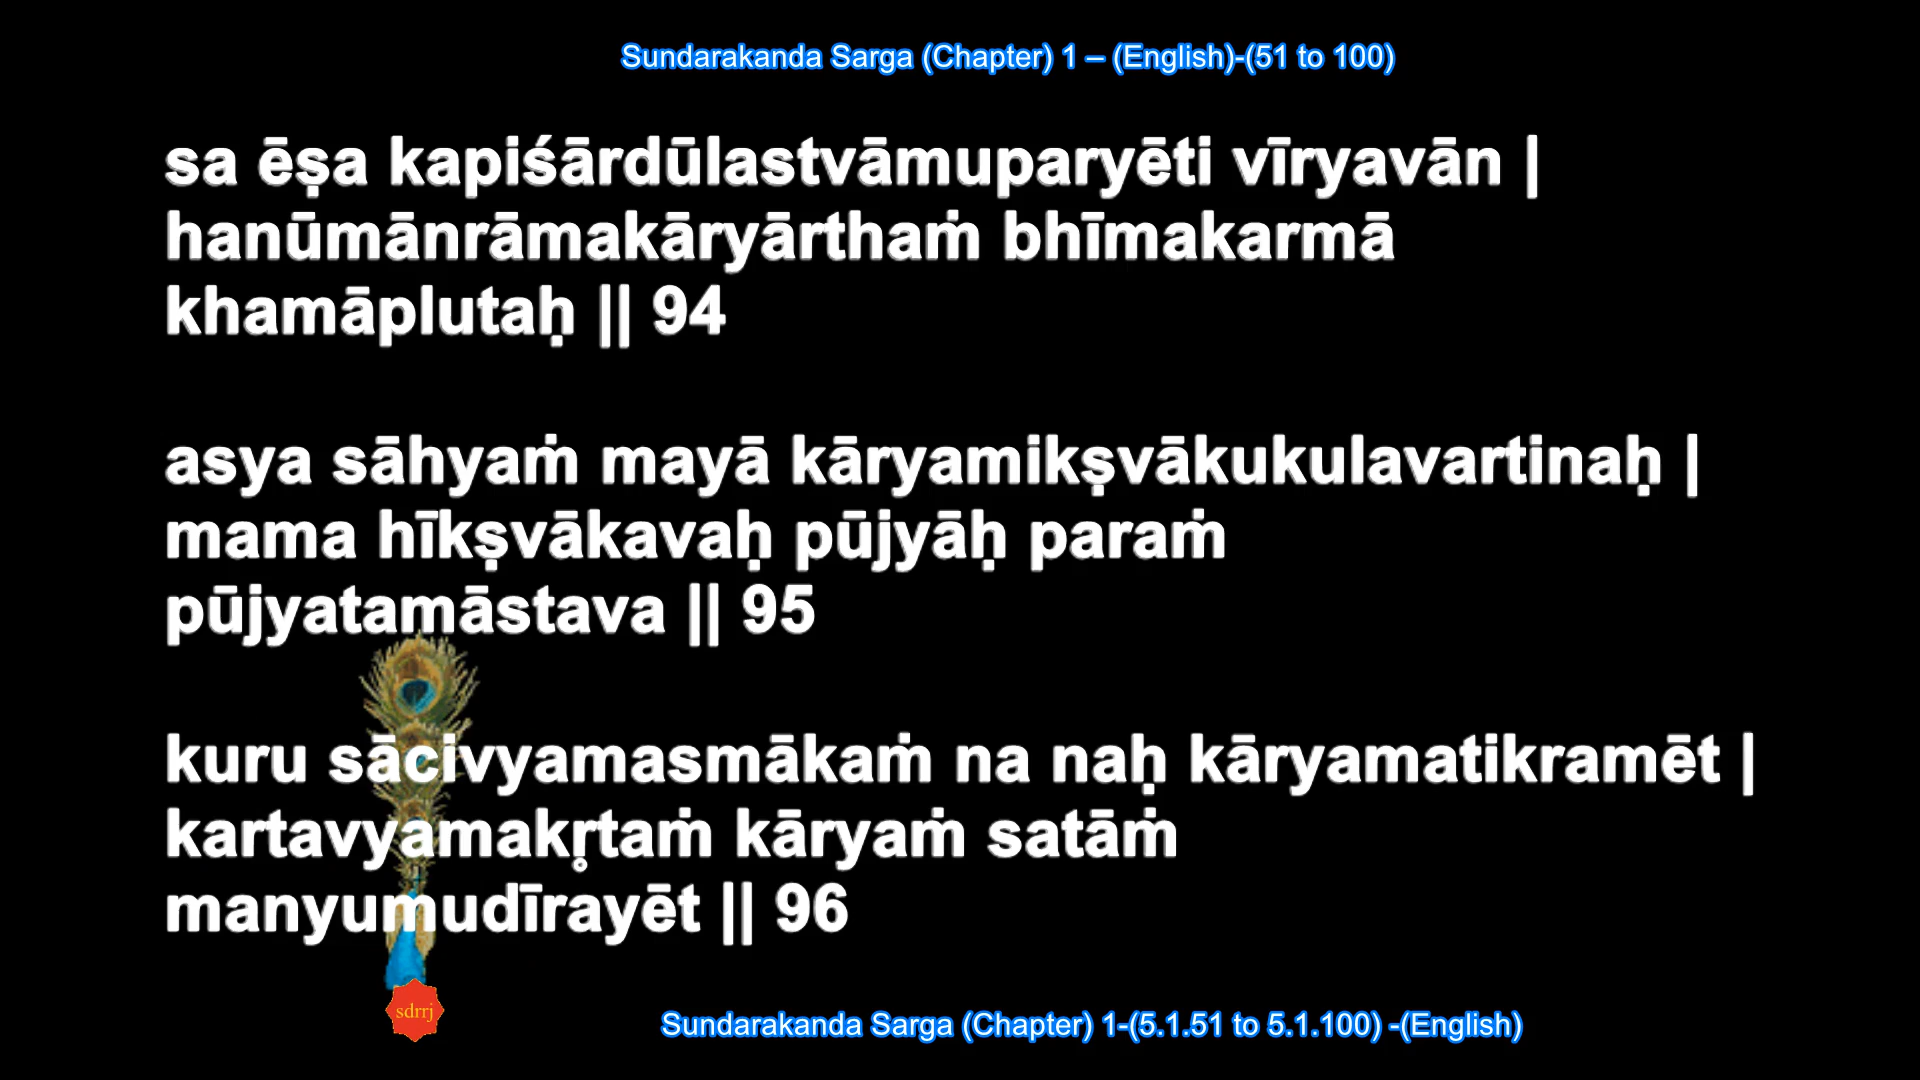 Sundarakanda Sarga (Chapter) 1 – (English)-(51 to 100)
sa ēṣa kapiśārdūlastvāmuparyēti vīryavān |
hanūmānrāmakāryārthaṁ bhīmakarmā
khamāplutaḥ || 94
asya sāhyaṁ mayā kāryamikṣvākukulavartinaḥ |
mama hīkṣvākavaḥ pūjyāḥ paraṁ
pūjyatamāstava || 95
kuru sācivyamasmākaṁ na naḥ kāryamatikramēt |
kartavyamakr̥taṁ kāryaṁ satāṁ
manyumudīrayēt || 96
sdrrj
Sundarakanda Sarga (Chapter) 1-(5.1.51 to 5.1.100) -(English)